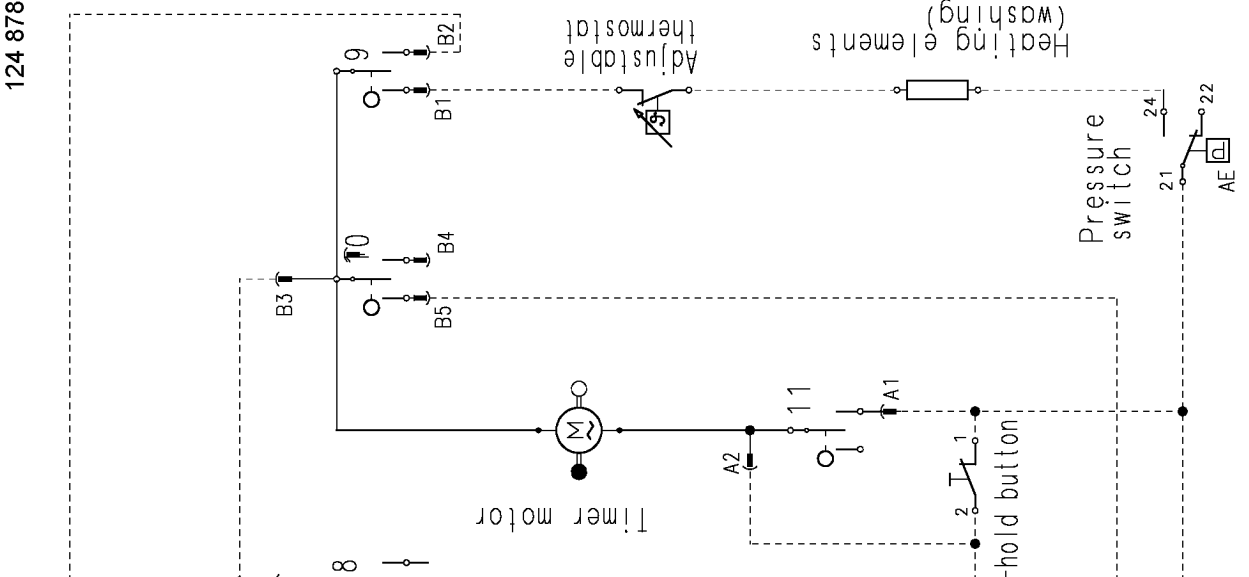 124 878
B2
9
Adjustable
thermostat
Heating elements
(washing)
B1
24
22
Pressure
switch
21
AE
P
10
B4
B3
B5
11
A1
M
~
A2
1
2
-hold button
Timer motor
8